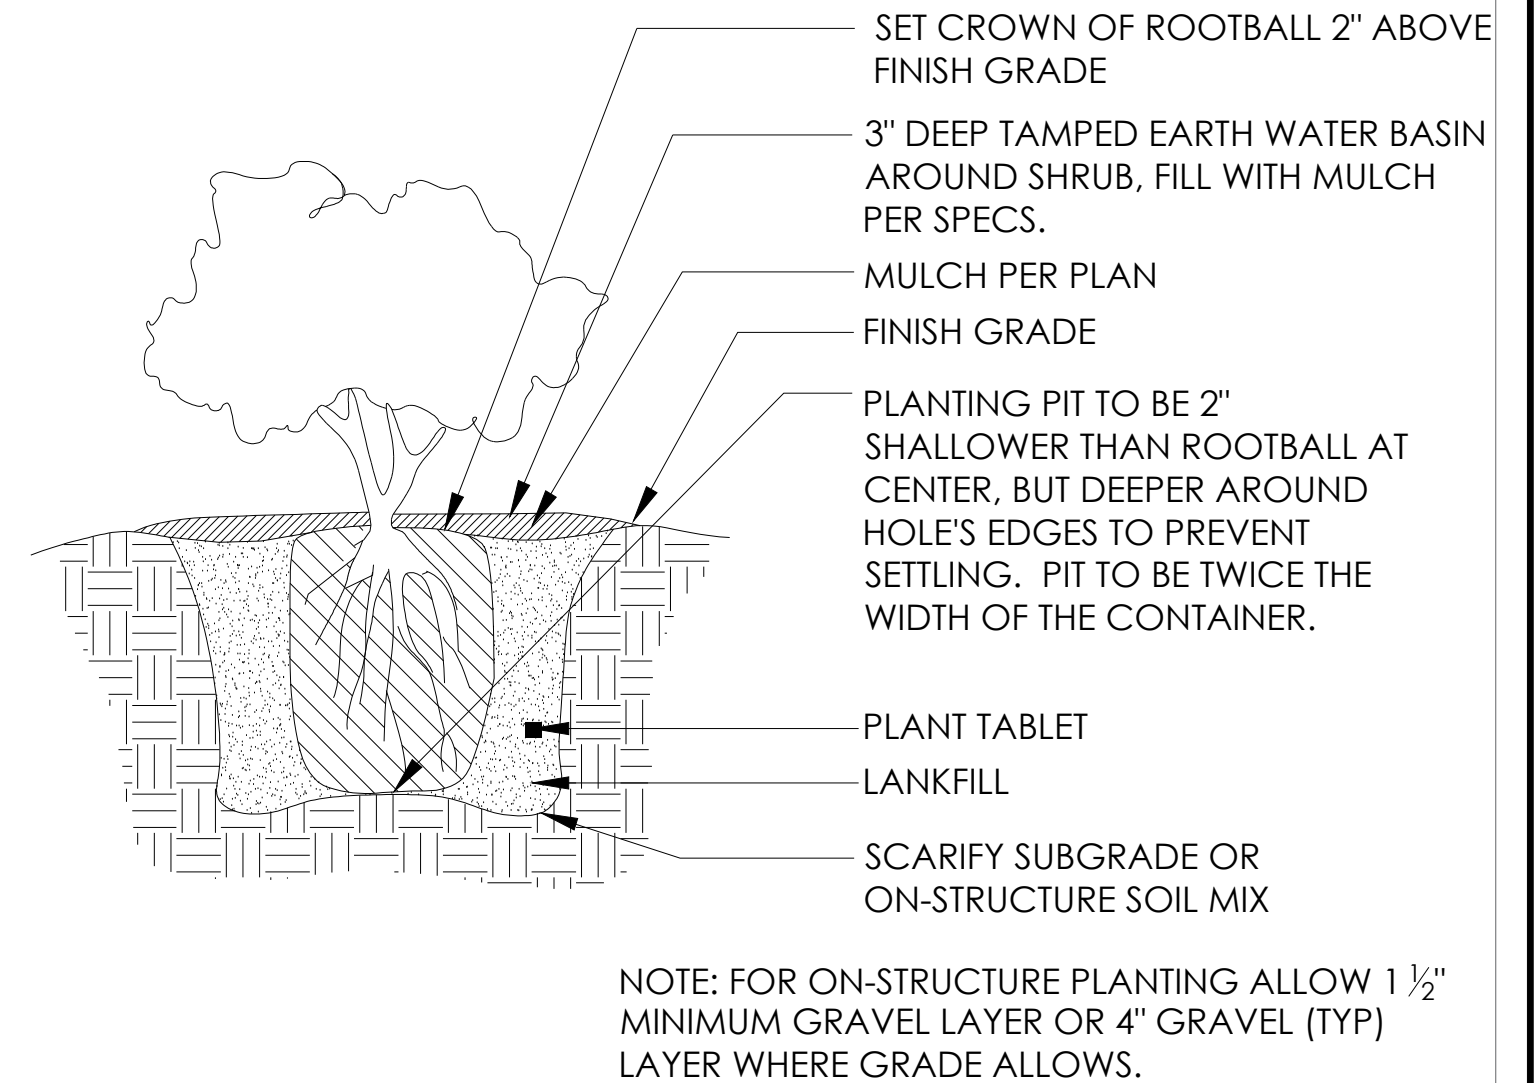 SET CROWN OF ROOTBALL 2" ABOVE
FINISH GRADE
3" DEEP TAMPED EARTH WATER BASIN
AROUND SHRUB, FILL WITH MULCH
PER SPECS.
MULCH PER PLAN
FINISH GRADE
PLANTING PIT TO BE 2"
SHALLOWER THAN ROOTBALL AT
CENTER, BUT DEEPER AROUND
HOLE'S EDGES TO PREVENT
SETTLING. PIT TO BE TWICE THE
WIDTH OF THE CONTAINER.
PLANT TABLET
LANKFILL
SCARIFY SUBGRADE OR
ON-STRUCTURE SOIL MIX
NOTE: FOR ON-STRUCTURE PLANTING ALLOW 1 ½"
MINIMUM GRAVEL LAYER OR 4" GRAVEL (TYP)
LAYER WHERE GRADE ALLOWS.